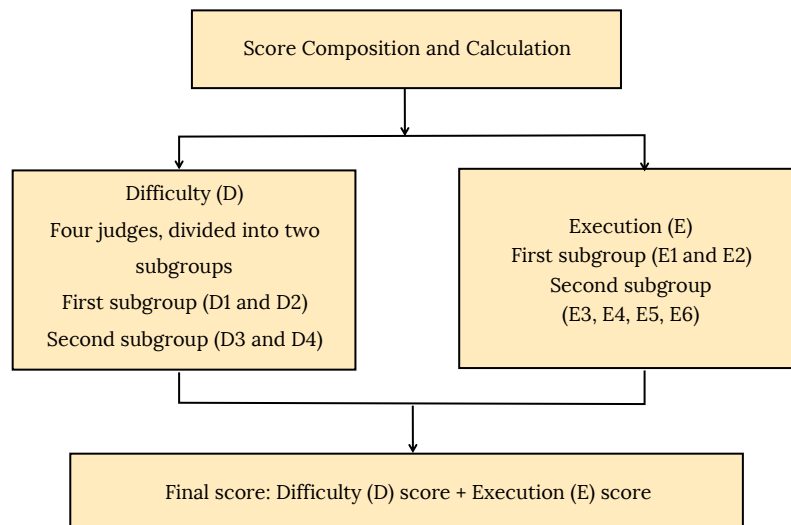 Score Composition and Calculation
Difficulty (D)
Four judges, divided into two
subgroups
First subgroup (D1 and D2)
Second subgroup (D3 and D4)
Execution (E)
First subgroup (E1 and E2)
Second subgroup
(E3, E4, E5, E6)
Final score: Difficulty (D) score + Execution (E) score